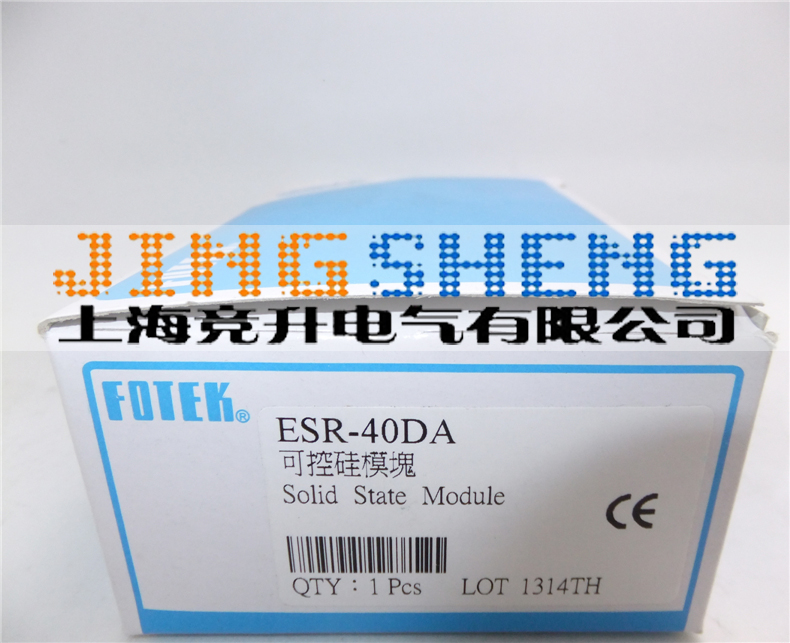 JINGSHENG
上海竞升电气有限公司
FOTEK®
ESR-40DA
可控硅模塊
Solid State Module
CE
QTY：1 Pcs LOT 1314TH